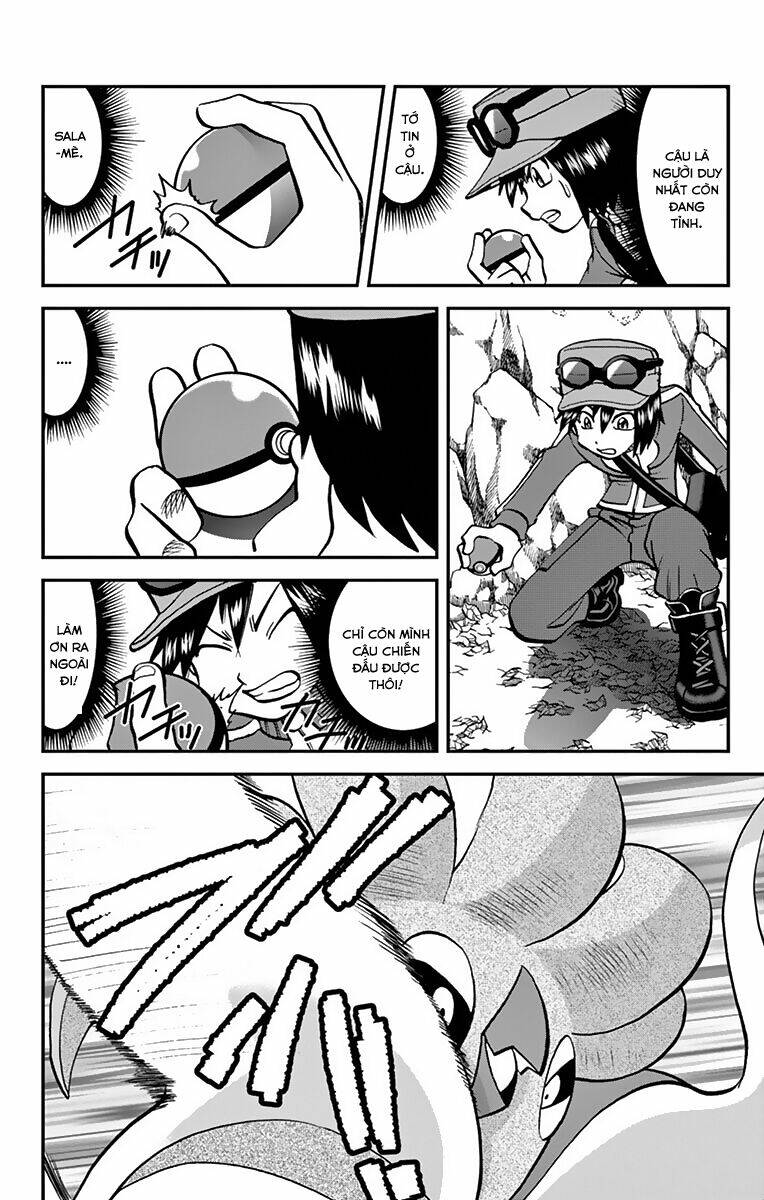 CẬU LÀ
NGƯỜI DUY
NHẤT CÒN
ĐANG
TỈNH.
TỚ
TIN
Ở
CẬU.
SALA
-MÈ.
カチッ
.....
CHỈ CÒN MÌNH
CẬU CHIẾN
ĐẤU ĐƯỢC
THÔI!
LÀM
ƠN RA
NGOÀI
ĐI!
カチッ
カチッ